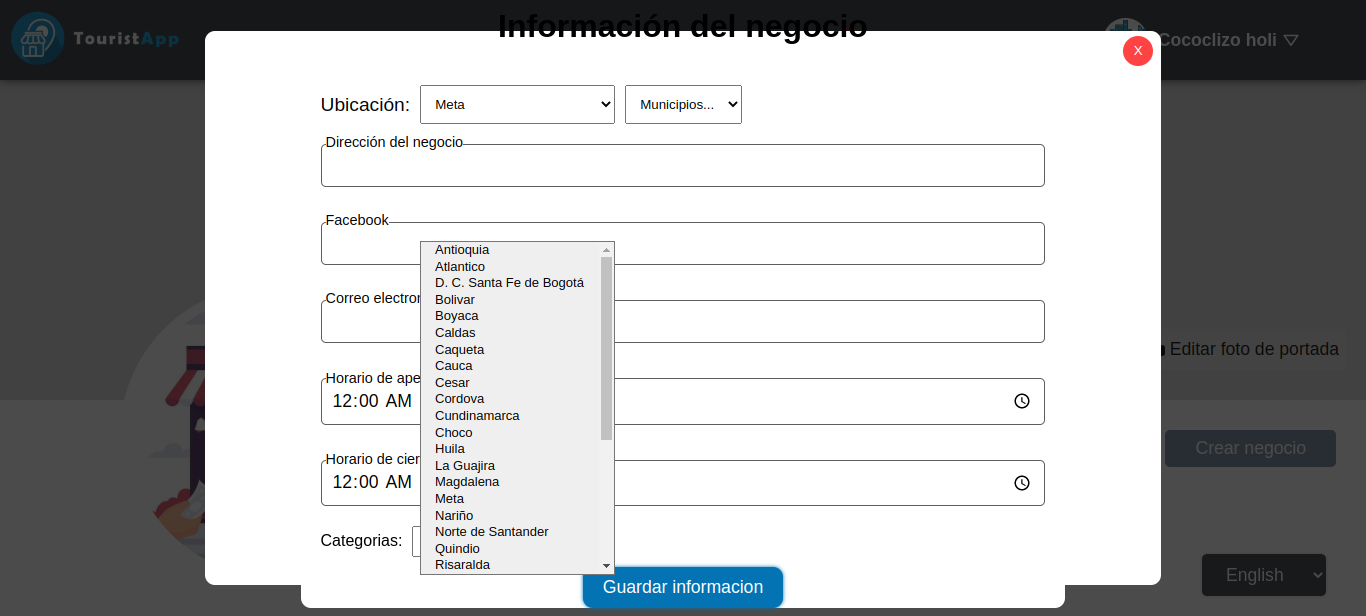 Información del negocio
TouristApp
Cococlizo holi
X
Ubicación: Meta Municipios...
Dirección del negocio
Facebook
Antioquia
Atlantico
D. C. Santa Fe de Bogotá
Bolivar
Boyaca
Caldas
Caqueta
Cauca
Cesar
Cordova
Cundinamarca
Choco
Huila
La Guajira
Magdalena
Meta
Nariño
Norte de Santander
Quindio
Risaralda
Correo electror
Horario de ape
12:00 AM
Horario de cier
12:00 AM
Categorias:
Guardar informacion
Editar foto de portada
Crear negocio
English